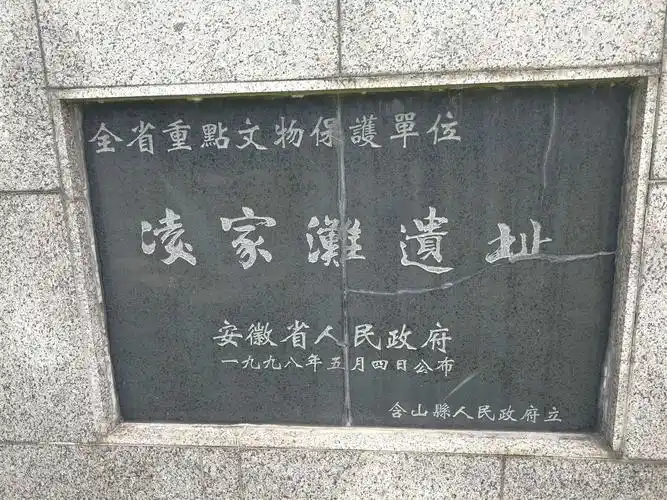 全省重點文物保護單位
凌家灘遺址
安徽省人民政府
一九九八年五月四日公布
含山縣人民政府立